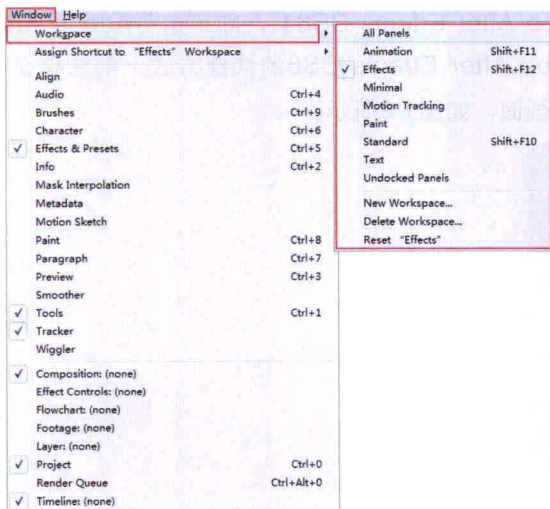 Window Help
Workspace
Assign Shortcut to "Effects" Workspace
Align
Audio Ctrl+4
Brushes Ctrl+9
Character Ctrl+6
✓ Effects & Presets Ctrl+5
Info Ctrl+2
Mask Interpolation
Metadata
Motion Sketch
Paint Ctrl+8
Paragraph Ctrl+7
Preview Ctrl+3
Smoother
✓ Tools Ctrl+1
✓ Tracker
Wiggler
✓ Composition: (none)
Effect Controls: (none)
Flowchart: (none)
Footage: (none)
Layer: (none)
✓ Project Ctrl+0
Render Queue Ctrl+Alt+0
✓ Timeline: (none)
All Panels
Animation Shift+F11
✓ Effects Shift+F12
Minimal
Motion Tracking
Paint
Standard Shift+F10
Text
Undocked Panels
New Workspace...
Delete Workspace...
Reset "Effects"